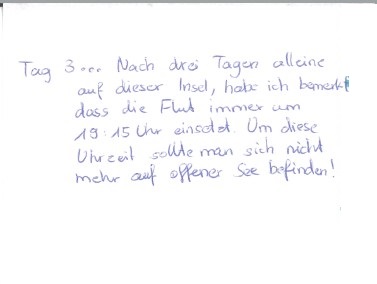 Tag 3... Nach drei Tagen alleine
auf dieser Insel, habe ich bemerkt
dass die Flut immer um
19:15 Uhr einsetzt. Um diese
Uhrzeit sollte man sich nicht
mehr auf offener See befinden!